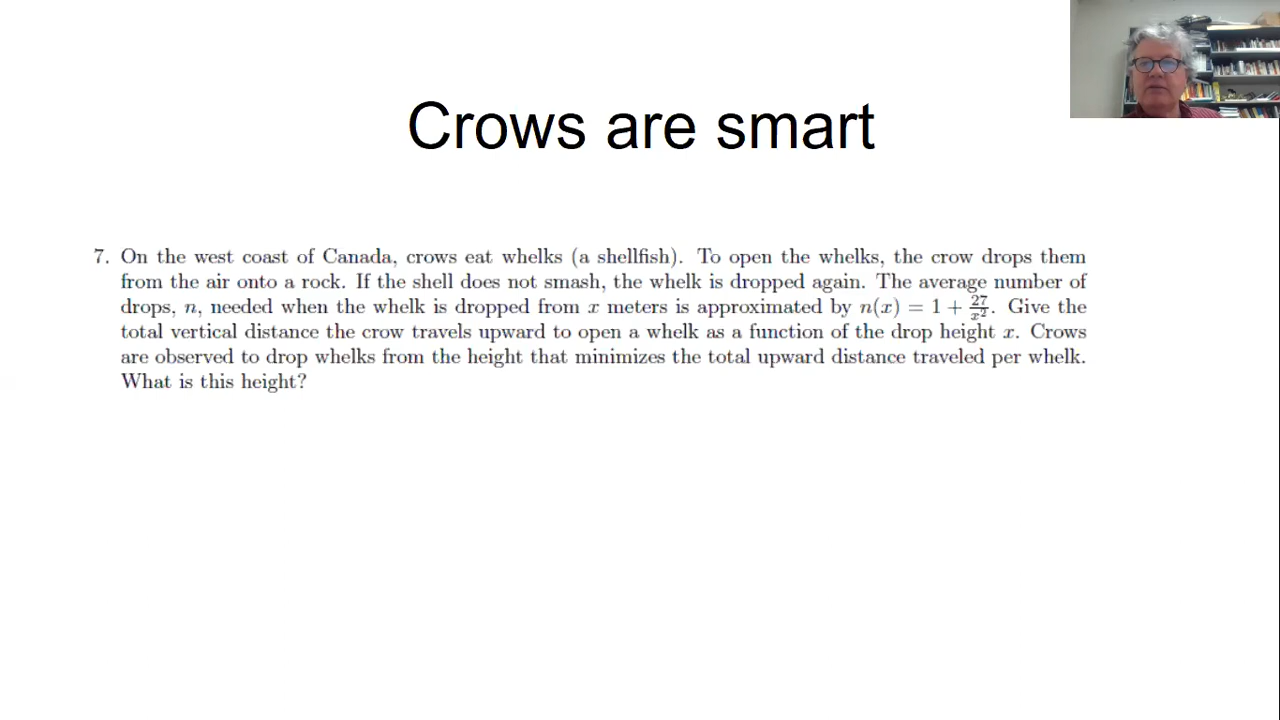 Crows are smart
7. On the west coast of Canada, crows eat whelks (a shellfish). To open the whelks, the crow drops them
from the air onto a rock. If the shell does not smash, the whelk is dropped again. The average number of
drops, n, needed when the whelk is dropped from x meters is approximated by n(x) = 1 + 27/x². Give the
total vertical distance the crow travels upward to open a whelk as a function of the drop height x. Crows
are observed to drop whelks from the height that minimizes the total upward distance traveled per whelk.
What is this height?